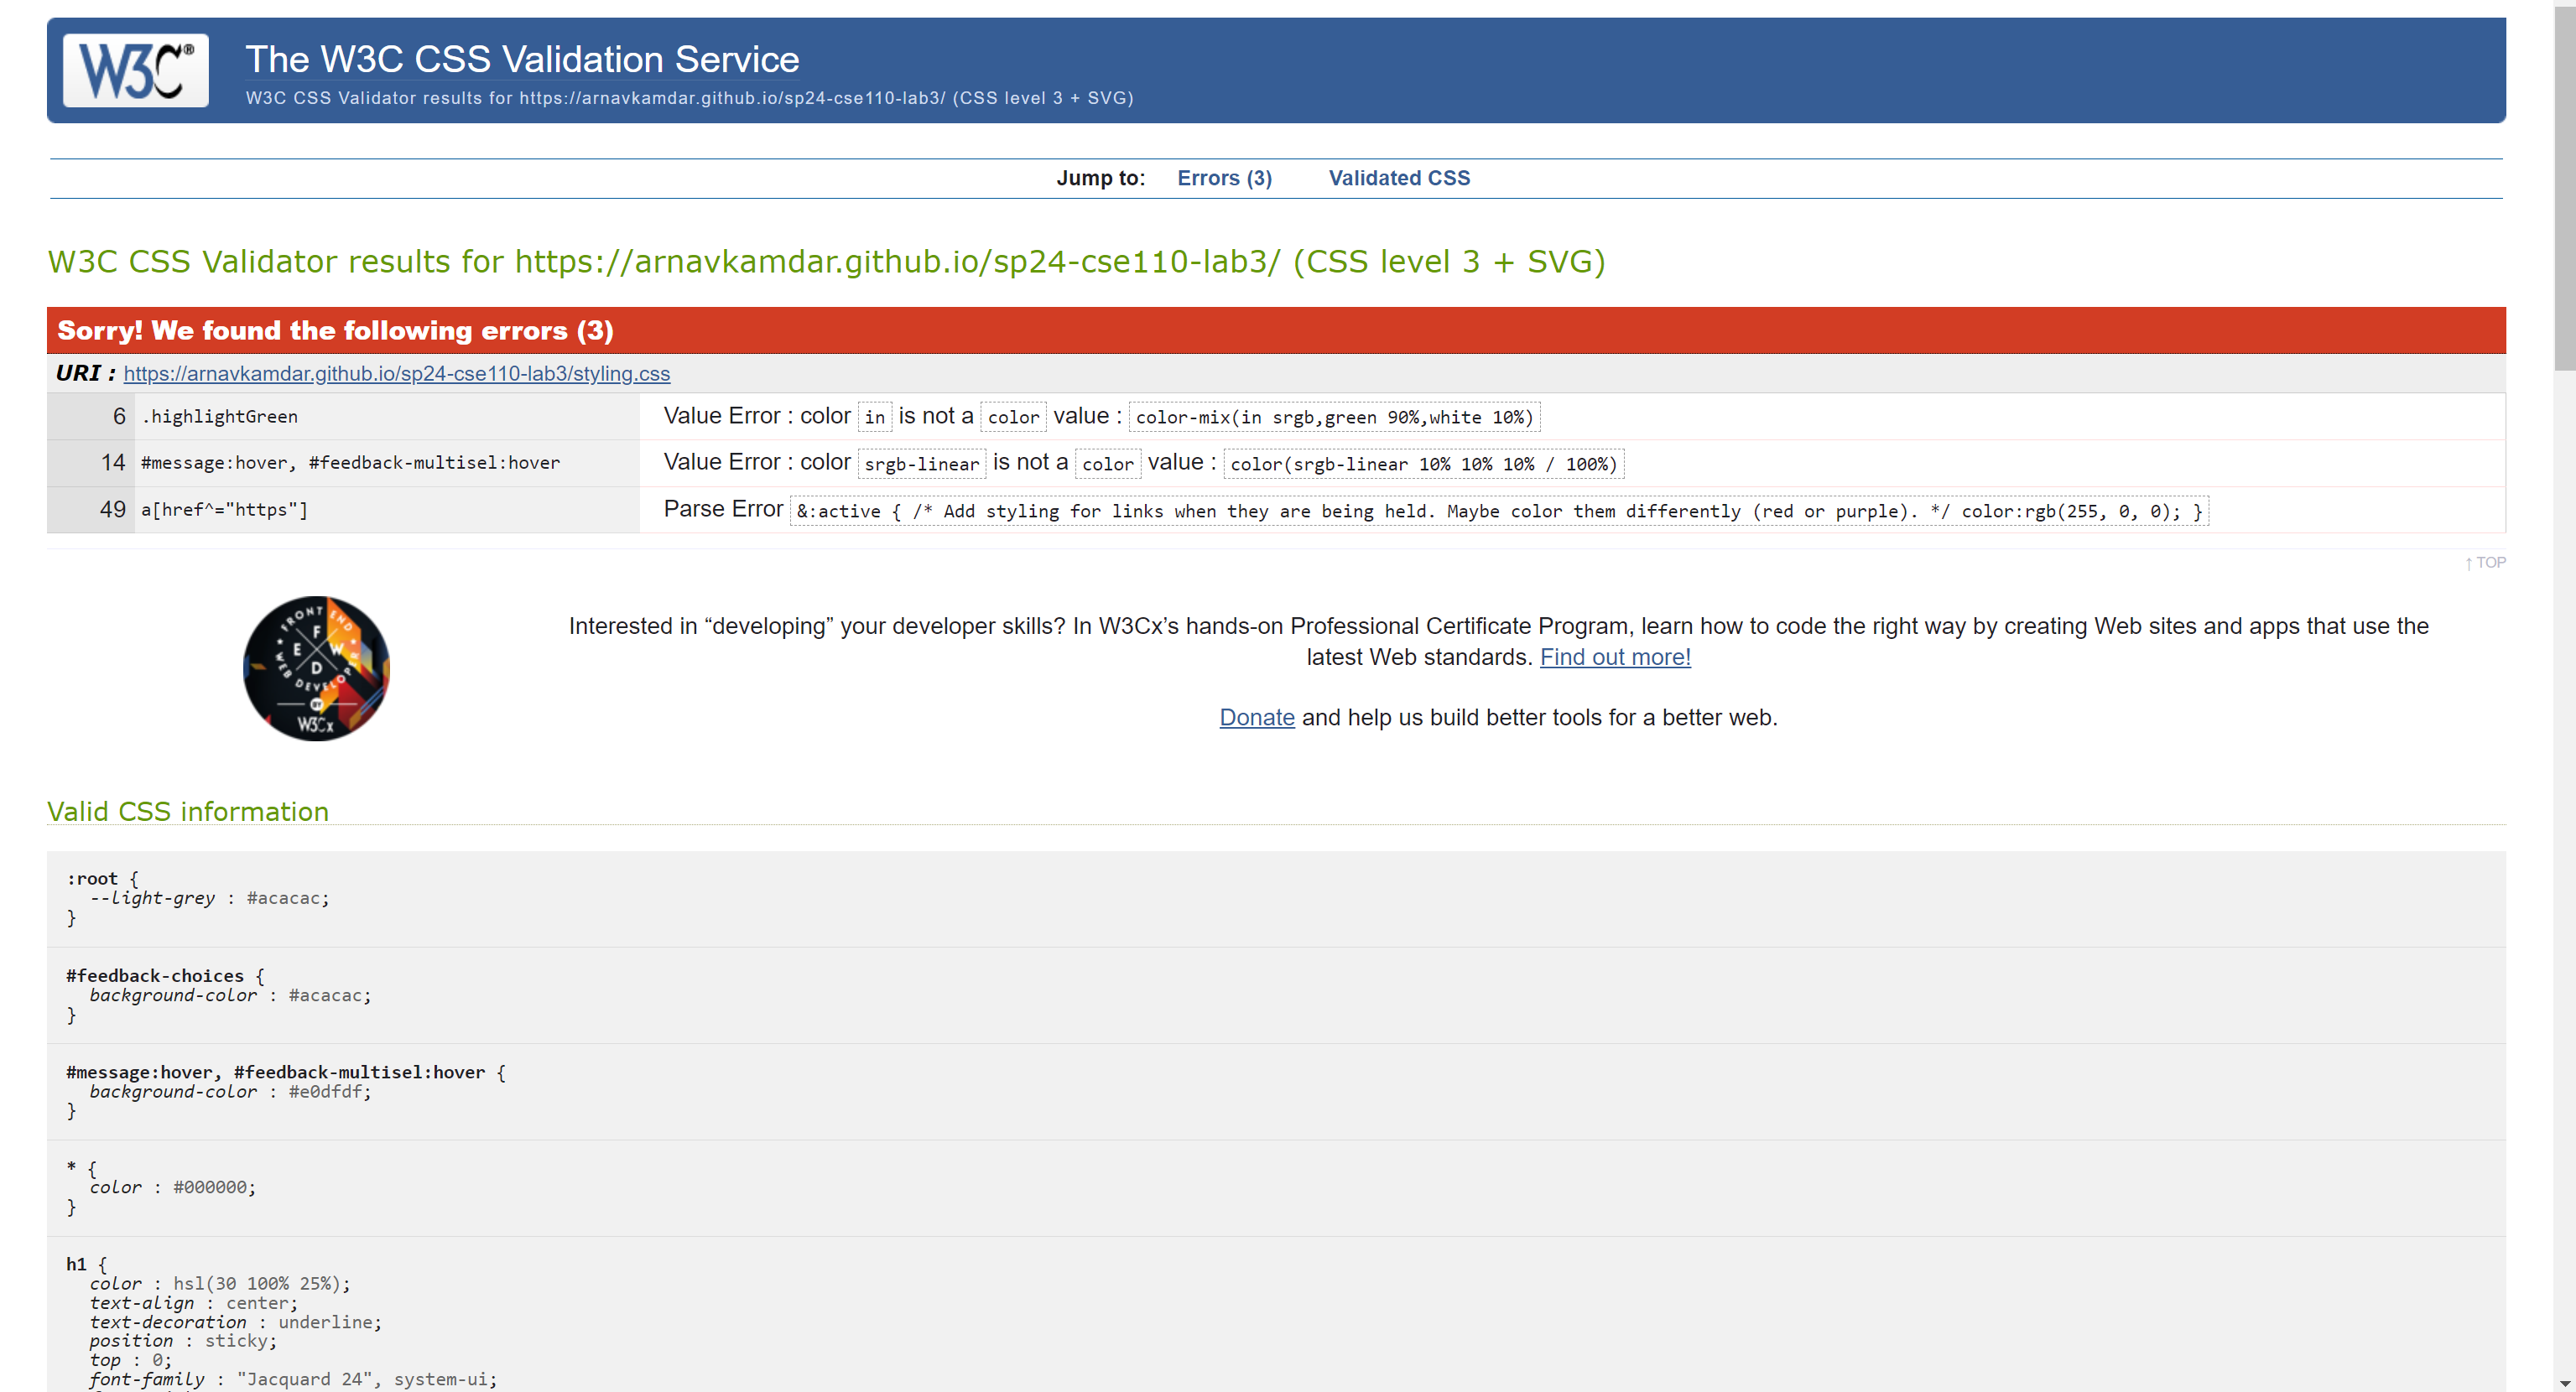 W3C®
The W3C CSS Validation Service
W3C CSS Validator results for https://arnavkamdar.github.io/sp24-cse110-lab3/ (CSS level 3 + SVG)
Jump to: Errors (3) Validated CSS
W3C CSS Validator results for https://arnavkamdar.github.io/sp24-cse110-lab3/ (CSS level 3 + SVG)
Sorry! We found the following errors (3)
URI : https://arnavkamdar.github.io/sp24-cse110-lab3/styling.css
6 .highlightGreen Value Error : color in is not a color value : color-mix(in srgb,green 90%,white 10%)
14 #message:hover, #feedback-multisel:hover Value Error : color srgb-linear is not a color value : color(srgb-linear 10% 10% 10% / 100%)
49 a[href^="https"] Parse Error &:active { /* Add styling for links when they are being held. Maybe color them differently (red or purple). */ color:rgb(255, 0, 0); }
↑ TOP
FRONT END
F
E W
D
WEB DEVELOPER
BY
W3Cx
Interested in “developing” your developer skills? In W3Cx’s hands-on Professional Certificate Program, learn how to code the right way by creating Web sites and apps that use the
latest Web standards. Find out more!
Donate and help us build better tools for a better web.
Valid CSS information
:root {
--light-grey : #acacac;
}
#feedback-choices {
background-color : #acacac;
}
#message:hover, #feedback-multisel:hover {
background-color : #e0dfdf;
}
* {
color : #000000;
}
h1 {
color : hsl(30 100% 25%);
text-align : center;
text-decoration : underline;
position : sticky;
top : 0;
font-family : "Jacquard 24", system-ui;